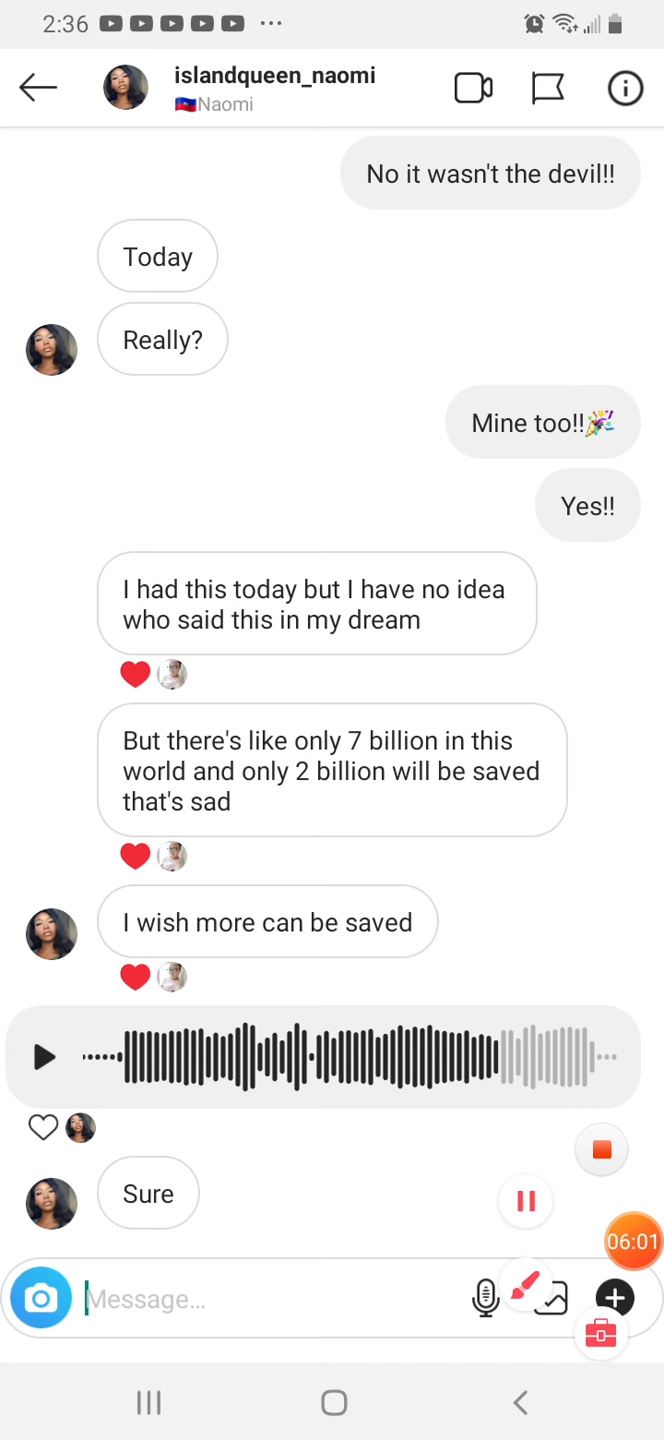 2:36
islandqueen_naomi
🇭🇹Naomi
No it wasn't the devil!!
Today
Really?
Mine too!!🎉
Yes!!
I had this today but I have no idea
who said this in my dream
But there's like only 7 billion in this
world and only 2 billion will be saved
that's sad
I wish more can be saved
Sure
06:01
Message...